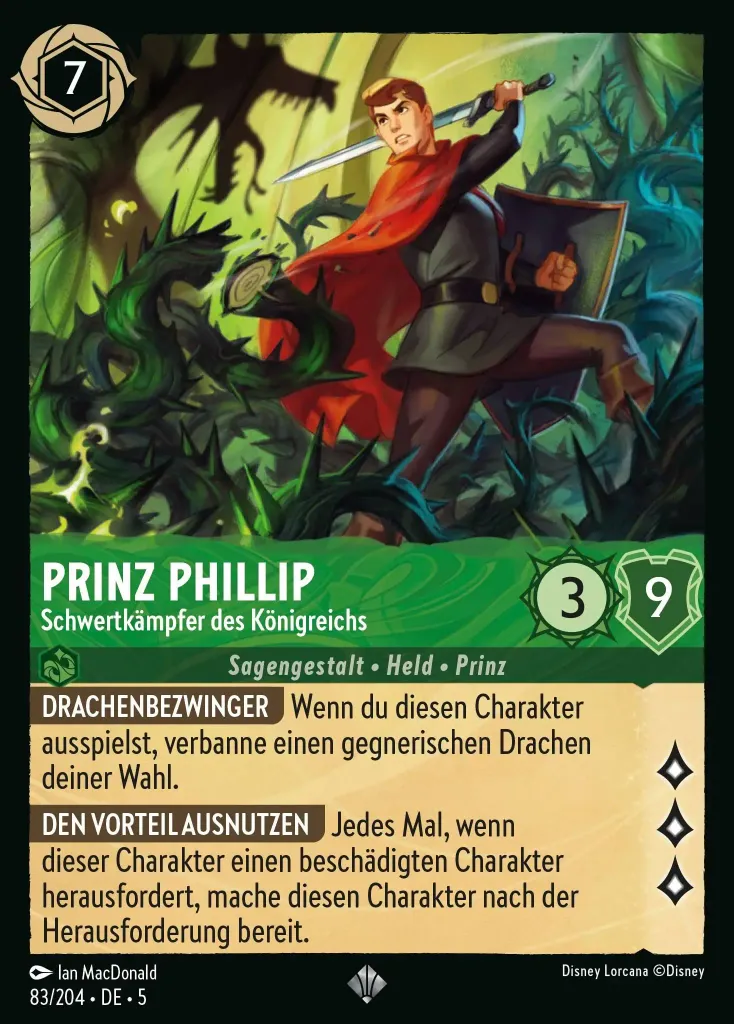 7
PRINZ PHILLIP
Schwertkämpfer des Königreichs
3
9
Sagengestalt • Held • Prinz
DRACHENBEZWINGER Wenn du diesen Charakter
ausspielst, verbanne einen gegnerischen Drachen
deiner Wahl.
DEN VORTEIL AUSNUTZEN Jedes Mal, wenn
dieser Charakter einen beschädigten Charakter
herausfordert, mache diesen Charakter nach der
Herausforderung bereit.
Ian MacDonald
Disney Lorcana ©Disney
83/204 • DE • 5